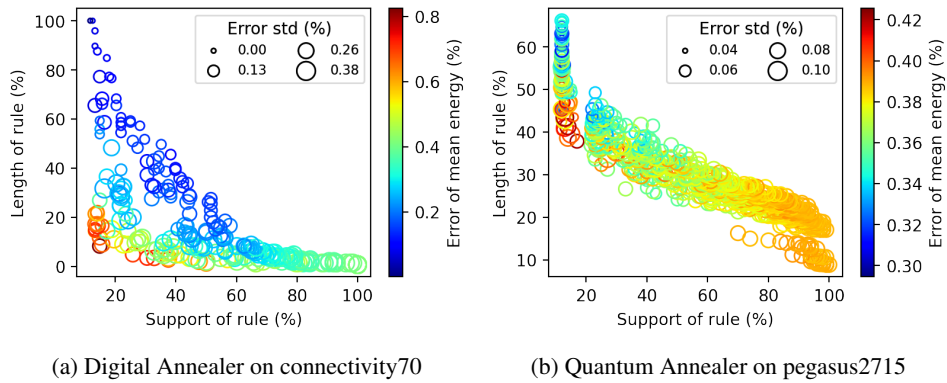 Error std (%)
0.00 0.26
0.13 0.38
100
80
60
40
20
0
Length of rule (%)
20 40 60 80 100
Support of rule (%)
0.8
0.6
0.4
0.2
Error of mean energy (%)
(a) Digital Annealer on connectivity70
Error std (%)
0.04 0.08
0.06 0.10
60
50
40
30
20
10
Length of rule (%)
20 40 60 80 100
Support of rule (%)
0.42
0.40
0.38
0.36
0.34
0.32
0.30
Error of mean energy (%)
(b) Quantum Annealer on pegasus2715